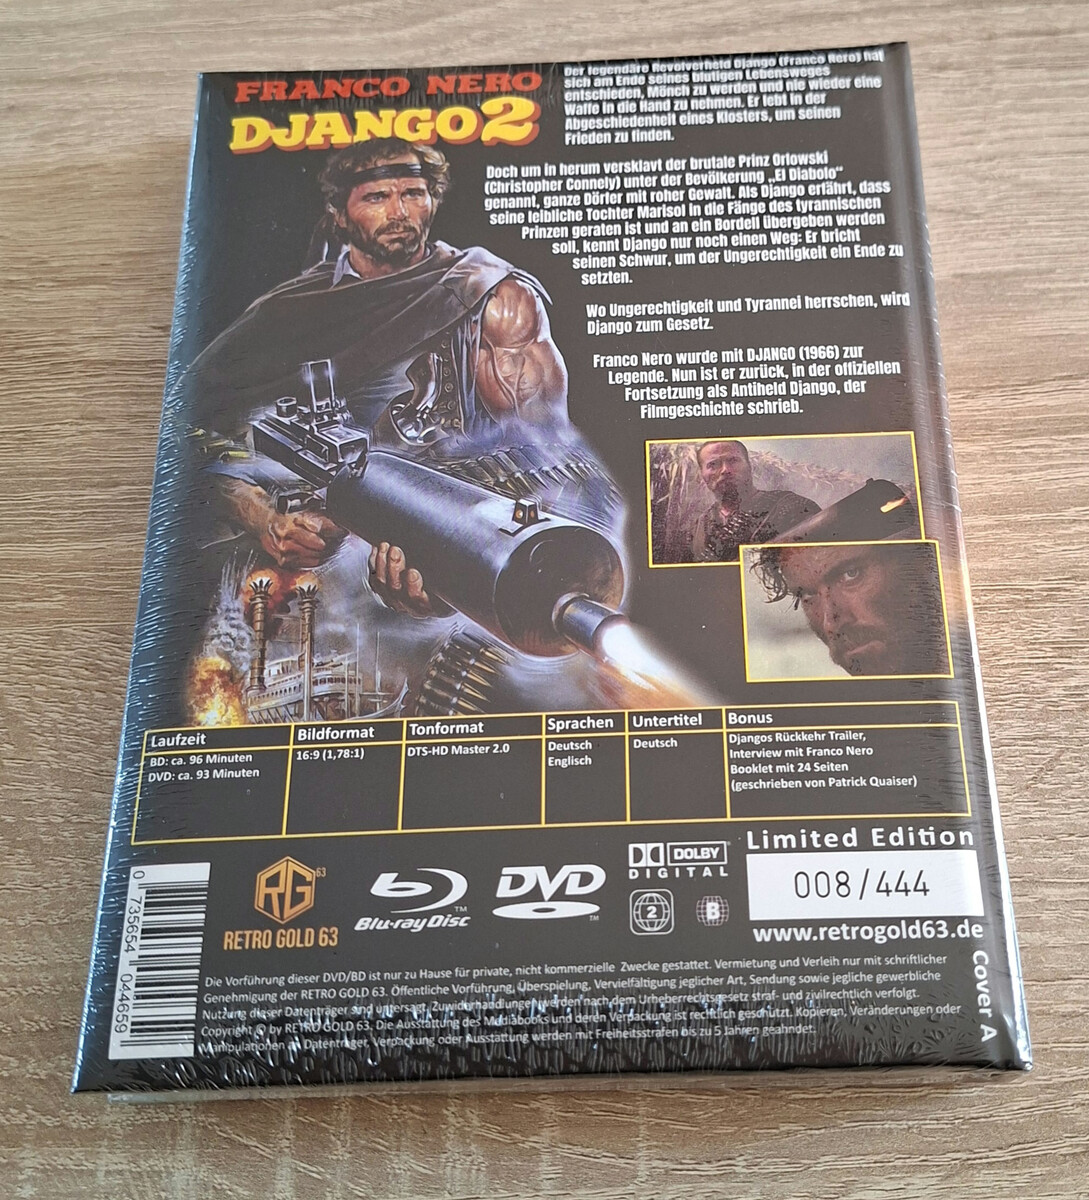 FRANCO NERO
DJANGO 2
Der legendäre Revolverheld Django (Franco Nero) hat
sich am Ende seines blutigen Lebensweges
entschieden, Mönch zu werden und nie wieder eine
Waffe in die Hand zu nehmen. Er lebt in der
Abgeschiedenheit eines Klosters, um seinen
Frieden zu finden.
Doch um in herum versklavt der brutale Prinz Orlowski
(Christopher Connely) unter der Bevölkerung „El Diabolo“
genannt, ganze Dörfer mit roher Gewalt. Als Django erfährt, dass
seine leibliche Tochter Marisol in die Fänge des tyrannischen
Prinzen geraten ist und an ein Bordell übergeben werden
soll, kennt Django nur noch einen Weg: Er bricht
seinen Schwur, um der Ungerechtigkeit ein Ende zu
setzten.
Wo Ungerechtigkeit und Tyrannei herrschen, wird
Django zum Gesetz.
Franco Nero wurde mit DJANGO (1966) zur
Legende. Nun ist er zurück, in der offiziellen
Fortsetzung als Antiheld Django, der
Filmgeschichte schrieb.
Laufzeit
BD: ca. 96 Minuten
DVD: ca. 93 Minuten
Bildformat
16:9 (1,78:1)
Tonformat
DTS-HD Master 2.0
Sprachen
Deutsch
Englisch
Untertitel
Deutsch
Bonus
Djangos Rückkehr Trailer,
Interview mit Franco Nero
Booklet mit 24 Seiten
(geschrieben von Patrick Quaiser)
0 735654 044659
RG 63
RETRO GOLD 63
Blu-ray Disc TM
DVD TM
DOLBY
DIGITAL
2
B
Limited Edition
008/444
www.retrogold63.de
Cover A
Die Vorführung dieser DVD/BD ist nur zu Hause für private, nicht kommerzielle Zwecke gestattet. Vermietung und Verleih nur mit schriftlicher
Genehmigung der RETRO GOLD 63. Öffentliche Vorführung, Überspielung, Vervielfältigung jeglicher Art, Sendung sowie jegliche gewerbliche
Nutzung dieser Datenträger sind untersagt. Zuwiderhandlungen werden nach dem Urheberrechtsgesetz straf- und zivilrechtlich verfolgt.
Copyright © by RETRO GOLD 63. Die Ausstattung des Mediabooks und deren Verpackung ist rechtlich geschützt. Kopieren, Veränderungen oder
Manipulationen an Datenträger, Verpackung oder Ausstattung werden mit Freiheitsstrafen bis zu 5 Jahren geahndet.